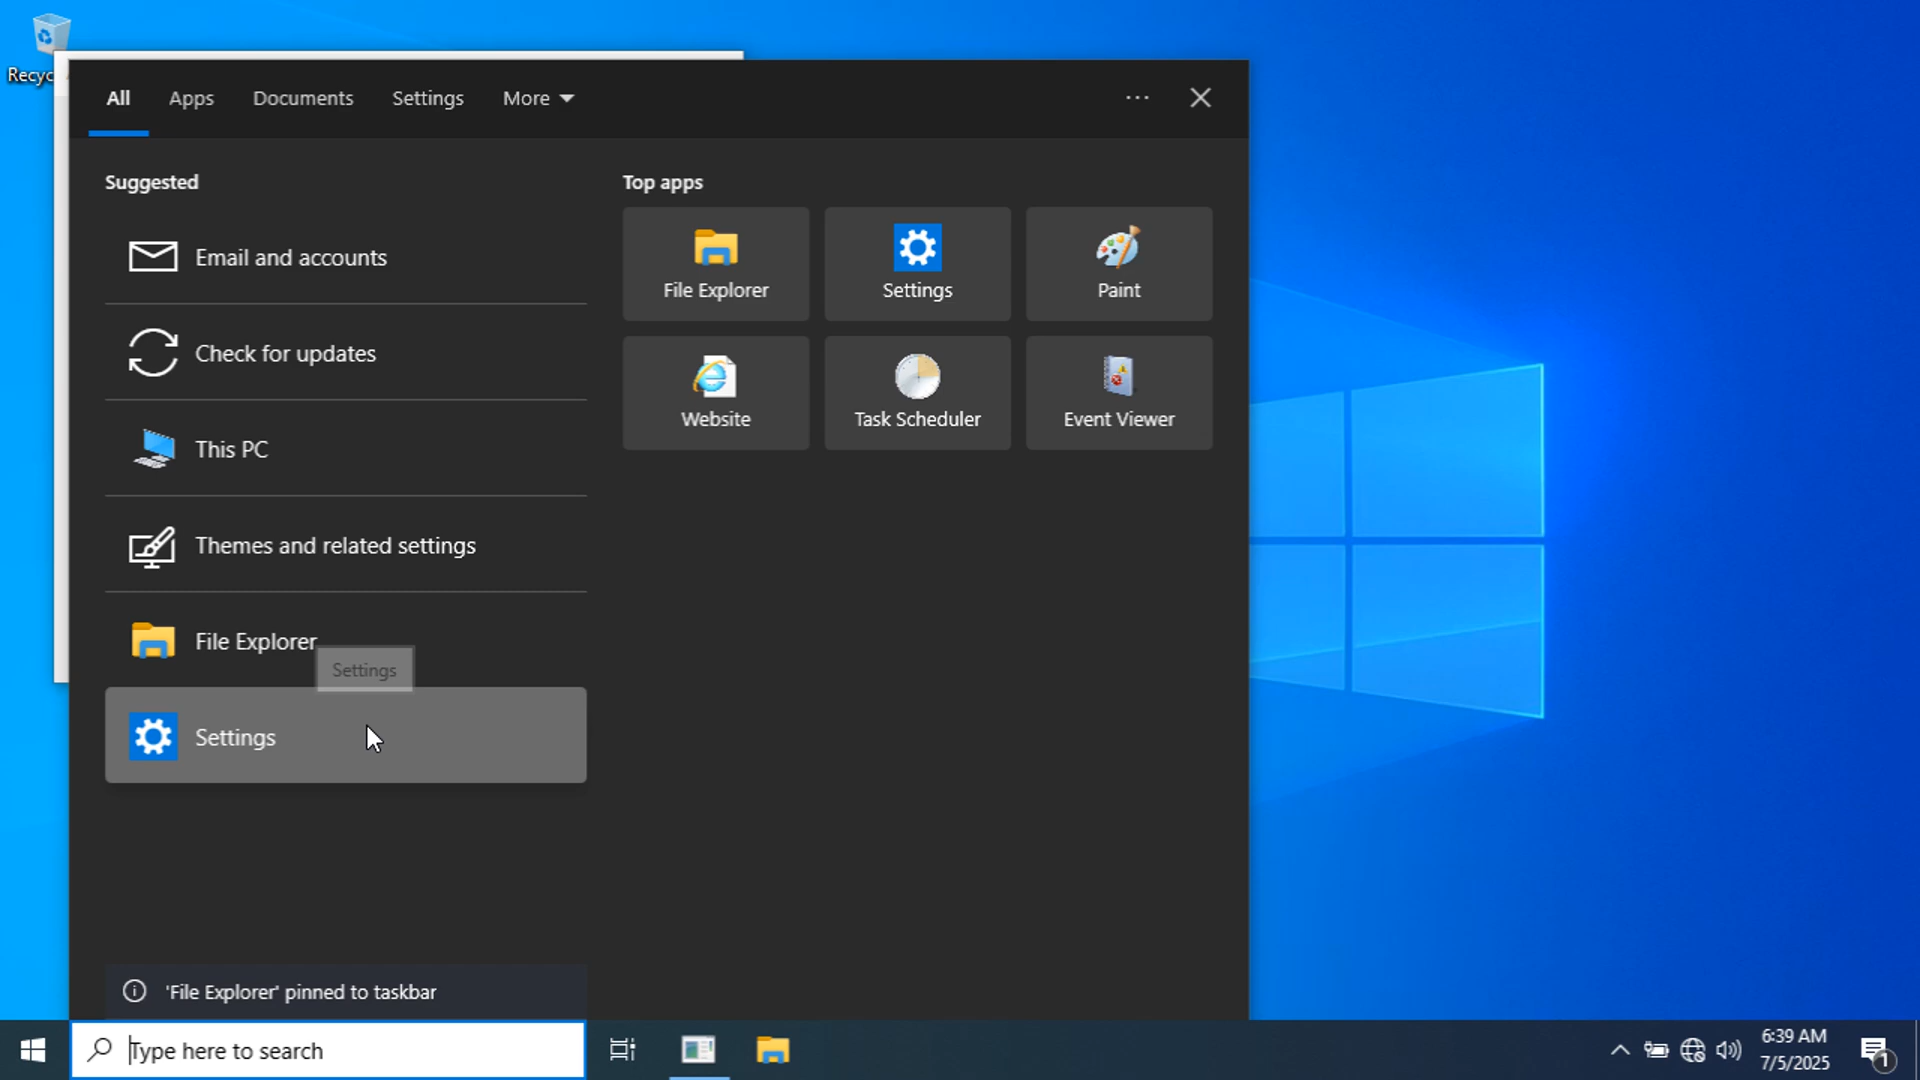 Recyc
All
Apps
Documents
Settings
More
Suggested
Email and accounts
Check for updates
This PC
Themes and related settings
File Explorer
Settings
Settings
Top apps
File Explorer
Settings
Paint
Website
Task Scheduler
Event Viewer
'File Explorer' pinned to taskbar
Type here to search
6:39 AM
7/5/2025
1